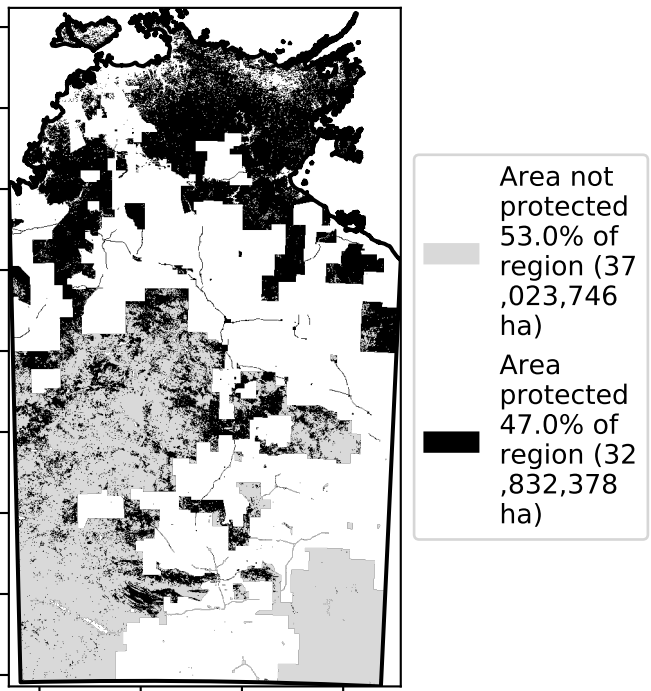 Area not
protected
53.0% of
region (37
,023,746
ha)
Area
protected
47.0% of
region (32
,832,378
ha)